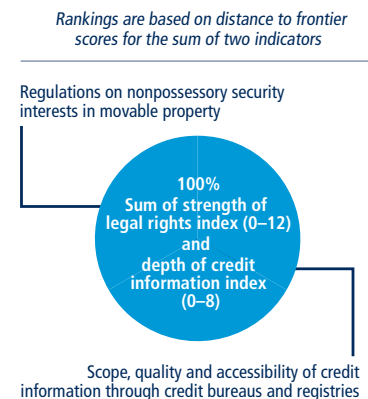 Rankings are based on distance to frontier
scores for the sum of two indicators
Regulations on nonpossessory security
interests in movable property
100%
Sum of strength of
legal rights index (0–12)
and
depth of credit
information index
(0–8)
Scope, quality and accessibility of credit
information through credit bureaus and registries